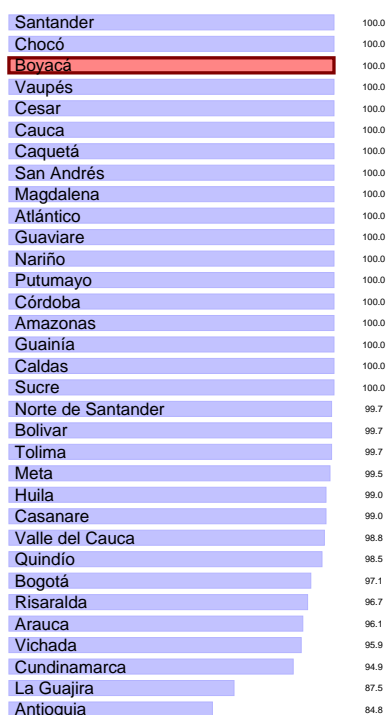 Santander 100.0
Chocó 100.0
Boyacá 100.0
Vaupés 100.0
Cesar 100.0
Cauca 100.0
Caquetá 100.0
San Andrés 100.0
Magdalena 100.0
Atlántico 100.0
Guaviare 100.0
Nariño 100.0
Putumayo 100.0
Córdoba 100.0
Amazonas 100.0
Guainía 100.0
Caldas 100.0
Sucre 100.0
Norte de Santander 99.7
Bolivar 99.7
Tolima 99.7
Meta 99.5
Huila 99.0
Casanare 99.0
Valle del Cauca 98.8
Quindío 98.5
Bogotá 97.1
Risaralda 96.7
Arauca 96.1
Vichada 95.9
Cundinamarca 94.9
La Guajira 87.5
Antioquia 84.8